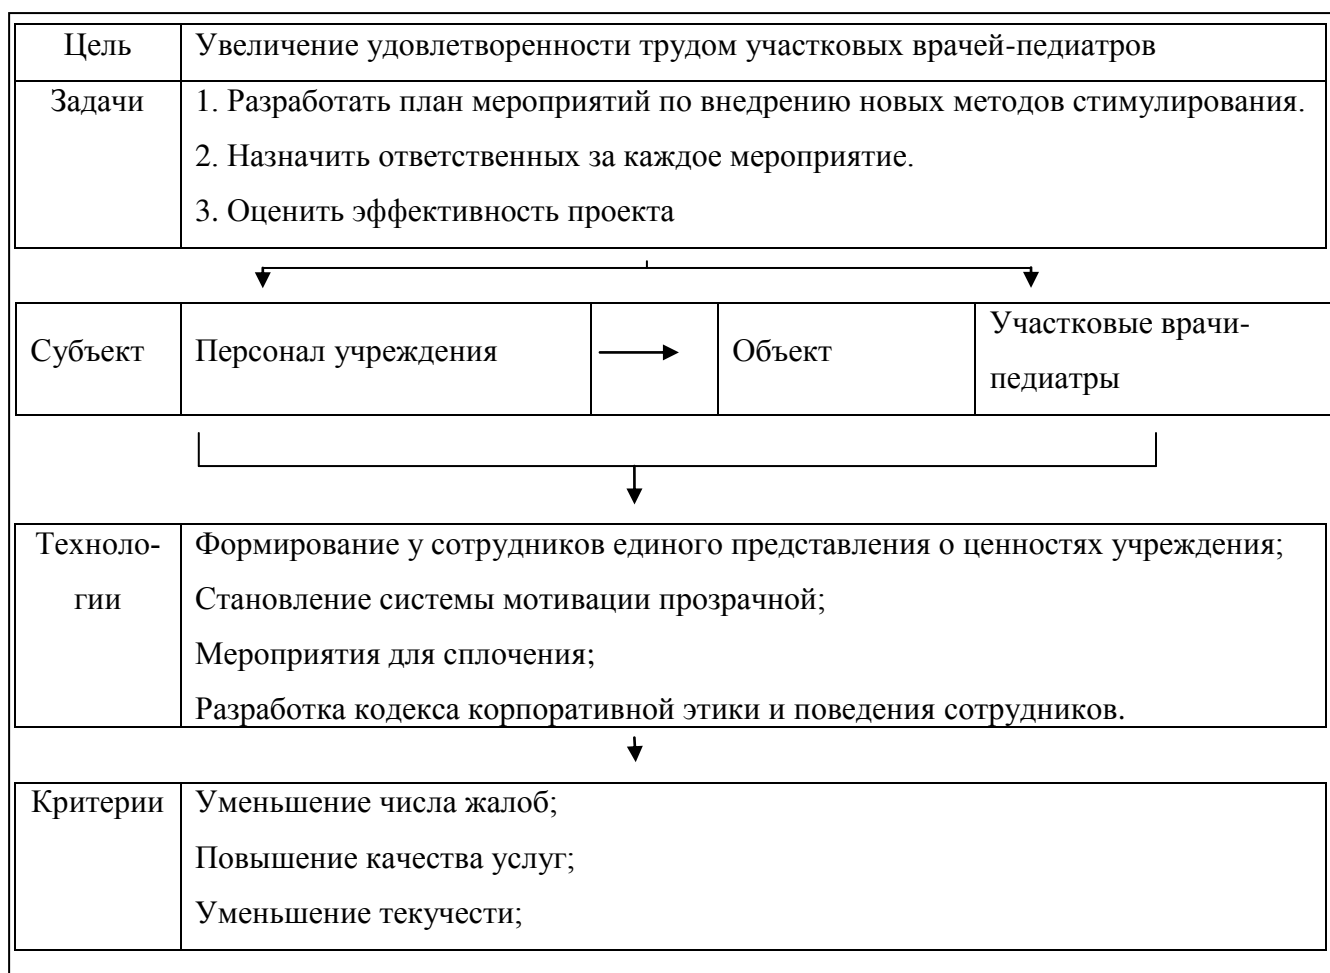 Цель Увеличение удовлетворенности трудом участковых врачей-педиатров
Задачи 1. Разработать план мероприятий по внедрению новых методов стимулирования.
2. Назначить ответственных за каждое мероприятие.
3. Оценить эффективность проекта
Субъект Персонал учреждения Объект Участковые врачи-
педиатры
Техноло- Формирование у сотрудников единого представления о ценностях учреждения;
гии Становление системы мотивации прозрачной;
Мероприятия для сплочения;
Разработка кодекса корпоративной этики и поведения сотрудников.
Критерии Уменьшение числа жалоб;
Повышение качества услуг;
Уменьшение текучести;